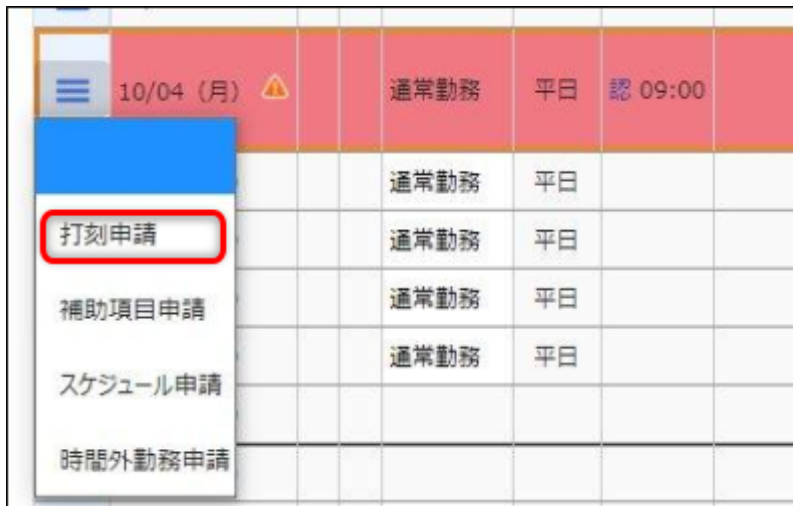 10/04 (月) 通常勤務 平日 認 09:00
通常勤務 平日
打刻申請 通常勤務 平日
補助項目申請 通常勤務 平日
通常勤務 平日
スケジュール申請
時間外勤務申請